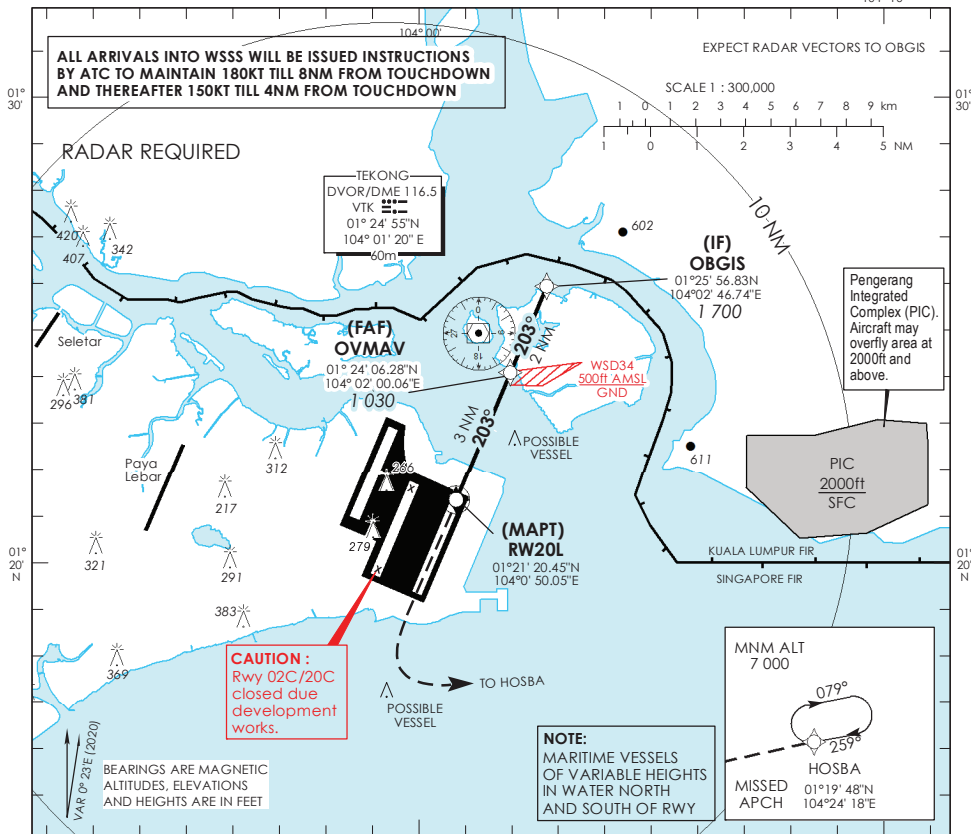 104° 00'
ALL ARRIVALS INTO WSSS WILL BE ISSUED INSTRUCTIONS
BY ATC TO MAINTAIN 180KT TILL 8NM FROM TOUCHDOWN
AND THEREAFTER 150KT TILL 4NM FROM TOUCHDOWN
EXPECT RADAR VECTORS TO OBGIS
SCALE 1 : 300,000
1 0 1 2 3 4 5 6 7 8 9 km
1 0 1 2 3 4 5 NM
01°
30'
01°
30'
RADAR REQUIRED
TEKONG
DVOR/DME 116.5
VTK
01° 24' 55"N
104° 01' 20" E
60m
10 NM
602
420
407
342
(IF)
OBGIS
01°25' 56.83N
104°02' 46.74"E
1 700
Pengerang
Integrated
Complex (PIC).
Aircraft may
overfly area at
2000ft and
above.
Seletar
(FAF)
OVMAV
01° 24' 06.28"N
104° 02' 00.06"E
1 030
0
18
203°
2 NM
WSD34
500ft AMSL
GND
296
381
3 NM
203°
POSSIBLE
VESSEL
611
PIC
2000ft
SFC
Paya
Lebar
312
266
X
217
279
(MAPT)
RW20L
01°21' 20.45"N
104°0' 50.05"E
321
291
01°
20'
N
KUALA LUMPUR FIR
SINGAPORE FIR
01°
20'
N
X
383
369
CAUTION :
Rwy 02C/20C
closed due
development
works.
TO HOSBA
POSSIBLE
VESSEL
MNM ALT
7 000
079°
259°
HOSBA
MISSED
APCH
01°19' 48"N
104°24' 18"E
NOTE:
MARITIME VESSELS
OF VARIABLE HEIGHTS
IN WATER NORTH
AND SOUTH OF RWY
VAR 0° 23'E (2020)
BEARINGS ARE MAGNETIC
ALTITUDES, ELEVATIONS
AND HEIGHTS ARE IN FEET